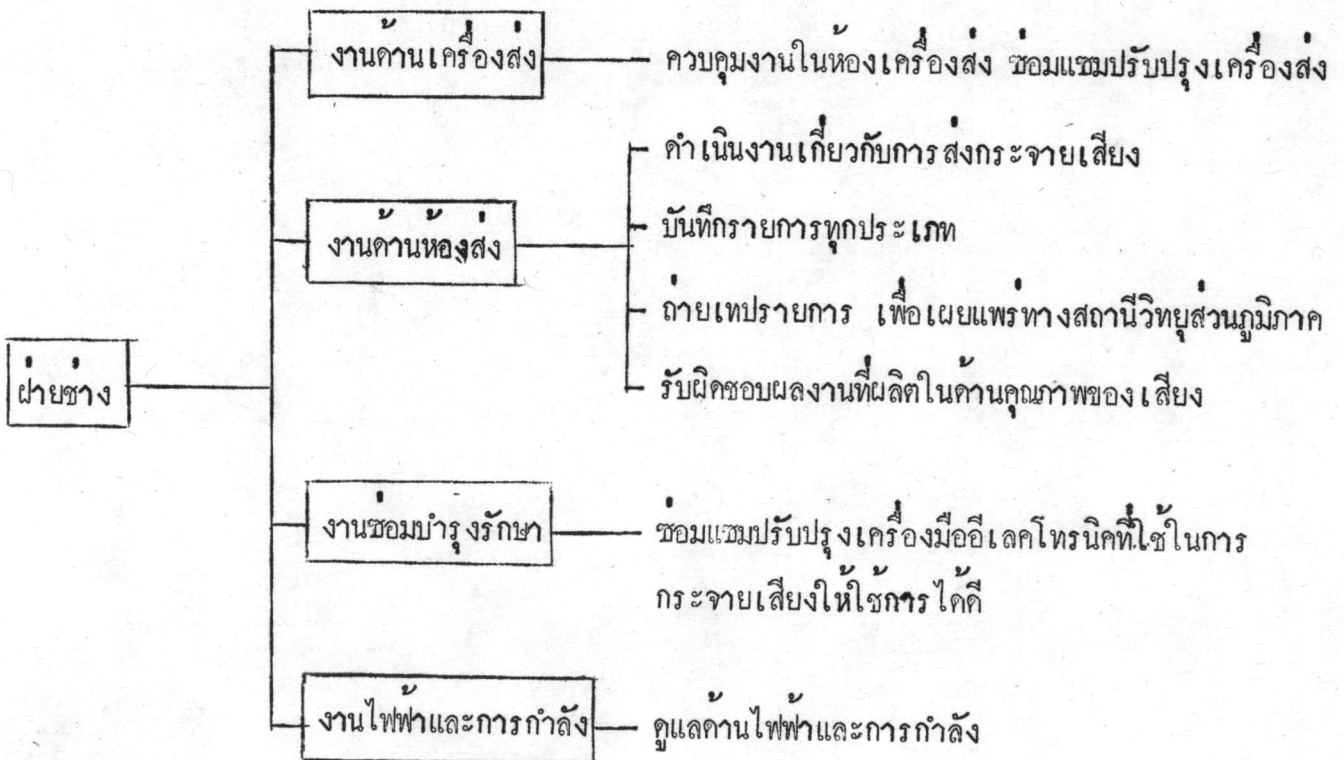 งานด้านเครื่องส่ง
ควบคุมงานในห้องเครื่องส่ง ซ่อมแซมปรับปรุงเครื่องส่ง
ดำเนินงานเกี่ยวกับการส่งกระจายเสียง
งานด้านห้องส่ง
บันทึกรายการทุกประเภท
ถ่ายเทปรายการ เพื่อเผยแพร่ทางสถานีวิทยุส่วนภูมิภาค
ฝ่ายช่าง
รับผิดชอบผลงานที่ผลิตในด้านคุณภาพของเสียง
งานซ่อมบำรุงรักษา
ซ่อมแซมปรับปรุงเครื่องมืออีเลคโทรนิคที่ใช้ในการ
กระจายเสียงให้ใช้การได้ดี
งานไฟฟ้าและการกำลัง
ดูแลด้านไฟฟ้าและการกำลัง